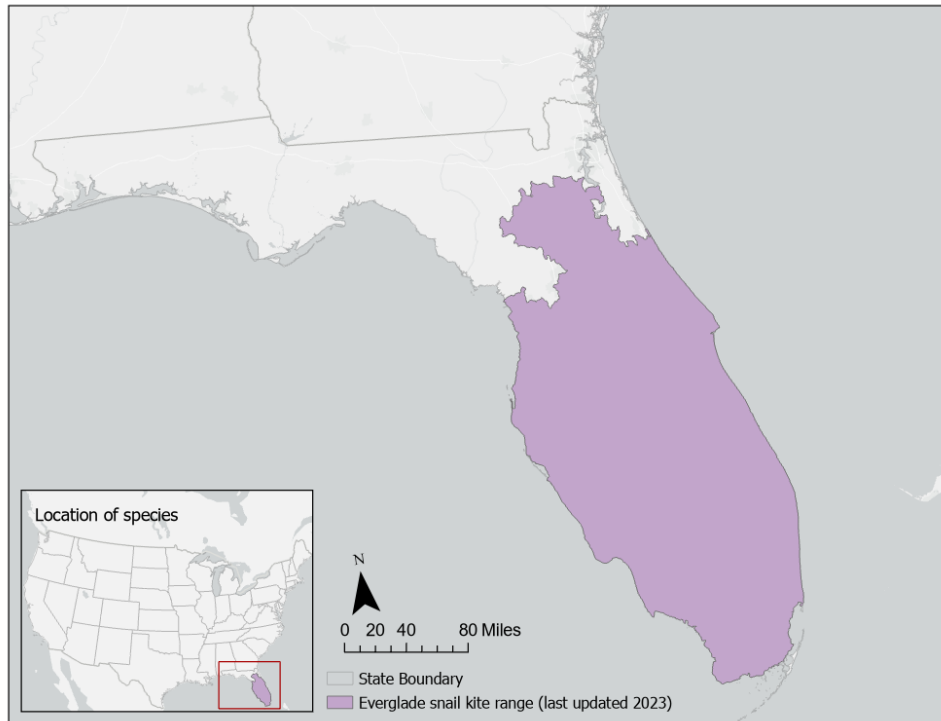 Location of species
N
0 20 40 80 Miles
State Boundary
Everglade snail kite range (last updated 2023)